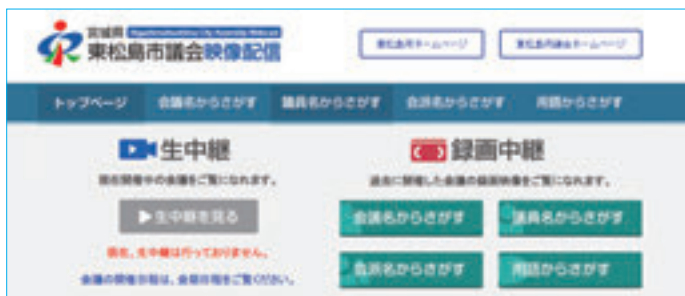 宮城県
東松島市議会映像配信
東松島市ホームページ
東松島市議会ホームページ
トップページ 会議名からさがす 議員名からさがす 会派名からさがす 用語からさがす
生中継
録画中継
現在開催中の会議をご覧になれます。
過去に開催した会議の録画映像をご覧になれます。
▶生中継を見る
会議名からさがす
議員名からさがす
現在、生中継は行っておりません。
会派名からさがす
用語からさがす
会議の開催日程は、会期日程をご覧ください。